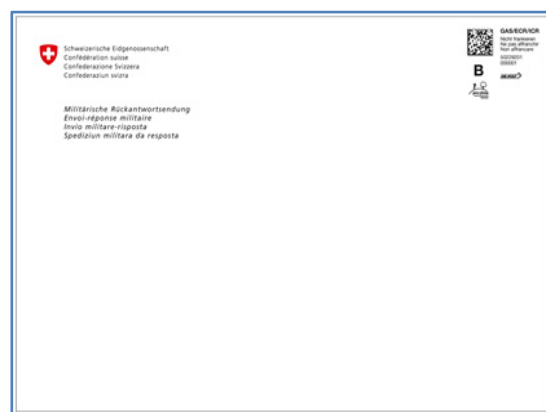 Schweizerische Eidgenossenschaft
Confédération suisse
Confederazione Svizzera
Confederaziun svizra
Militärische Rückantwortsendung
Envoi-réponse militaire
Invio militare-risposta
Spediziun militara da resposta
GAS/ECR/ICR
Nicht frankieren
Ne pas affranchir
Non affrancare
B